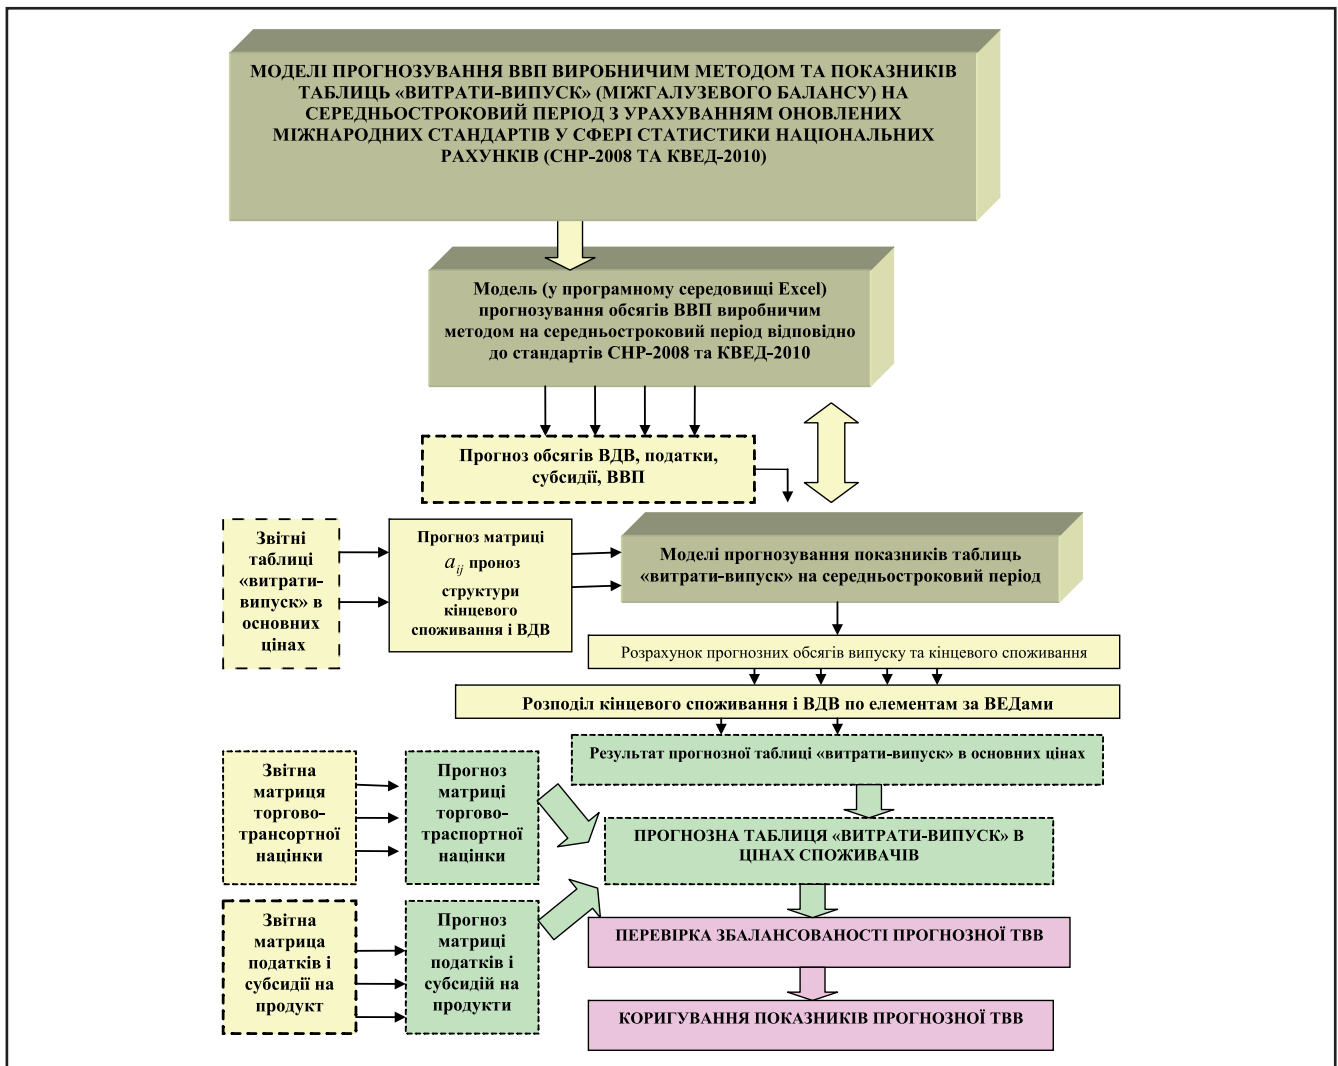 МОДЕЛІ ПРОГНОЗУВАННЯ ВВП ВИРОБНИЧИМ МЕТОДОМ ТА ПОКАЗНИКІВ
ТАБЛИЦЬ «ВИТРАТИ-ВИПУСК» (МІЖГАЛУЗЕВОГО БАЛАНСУ) НА
СЕРЕДНЬОСТРОКОВИЙ ПЕРІОД З УРАХУВАННЯМ ОНОВЛЕНИХ
МІЖНАРОДНИХ СТАНДАРТІВ У СФЕРІ СТАТИСТИКИ НАЦІОНАЛЬНИХ
РАХУНКІВ (СНР-2008 ТА КВЕД-2010)
Модель (у програмному середовищі Excel)
прогнозування обсягів ВВП виробничим
методом на середньостроковий період відповідно
до стандартів СНР-2008 та КВЕД-2010
Прогноз обсягів ВДВ, податки,
субсидії, ВВП
Звітні
таблиці
«витрати-
випуск» в
основних
цінах
Прогноз матриці
a_ij проноз
структури
кінцевого
споживання і ВДВ
Моделі прогнозування показників таблиць
«витрати-випуск» на середньостроковий період
Розрахунок прогнозних обсягів випуску та кінцевого споживання
Розподіл кінцевого споживання і ВДВ по елементам за ВЕДами
Результат прогнозної таблиці «витрати-випуск» в основних цінах
Звітна
матриця
торгово-
трансортної
націнки
Прогноз
матриці
торгово-
траспортної
націнки
ПРОГНОЗНА ТАБЛИЦЯ «ВИТРАТИ-ВИПУСК» В
ЦІНАХ СПОЖИВАЧІВ
Звітна
матрица
податків і
субсидії на
продукт
Прогноз
матриці
податків і
субсидій на
продукти
ПЕРЕВІРКА ЗБАЛАНСОВАНОСТІ ПРОГНОЗНОЇ ТВВ
КОРИГУВАННЯ ПОКАЗНИКІВ ПРОГНОЗНОЇ ТВВ